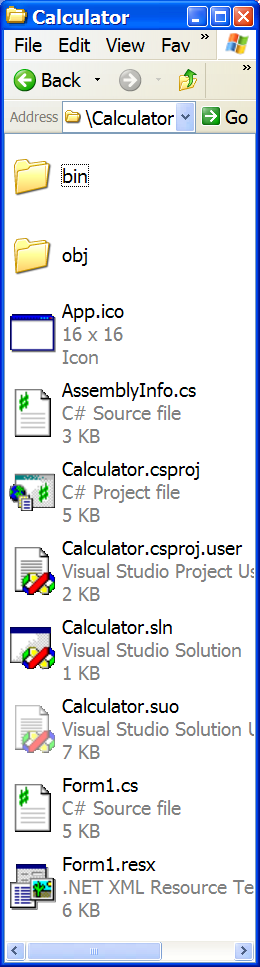 Calculator
File Edit View Fav »
Back »
Address \Calculator Go
bin
obj
App.ico
16 x 16
Icon
AssemblyInfo.cs
C# Source file
3 KB
Calculator.csproj
C# Project file
5 KB
Calculator.csproj.user
Visual Studio Project Us
2 KB
Calculator.sln
Visual Studio Solution
1 KB
Calculator.suo
Visual Studio Solution U
7 KB
Form1.cs
C# Source file
5 KB
Form1.resx
.NET XML Resource Te
6 KB